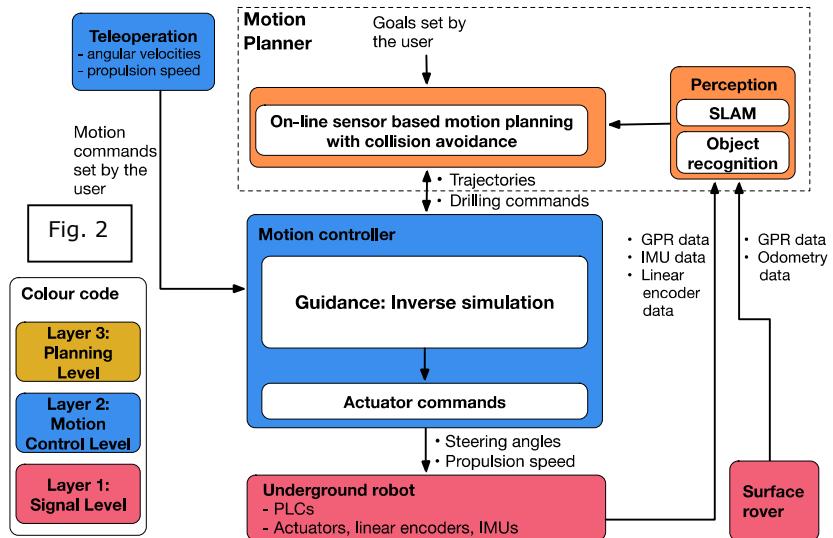 Teleoperation
- angular velocities
- propulsion speed
Motion
Planner
Goals set by
the user
On-line sensor based motion planning
with collision avoidance
Perception
SLAM
Object
recognition
Motion
commands
set by the
user
• Trajectories
• Drilling commands
Fig. 2
Motion controller
Guidance: Inverse simulation
Actuator commands
• GPR data
• IMU data
• Linear
encoder
data
• GPR data
• Odometry
data
Colour code
Layer 3:
Planning
Level
Layer 2:
Motion
Control Level
Layer 1:
Signal Level
• Steering angles
• Propulsion speed
Underground robot
- PLCs
- Actuators, linear encoders, IMUs
Surface
rover